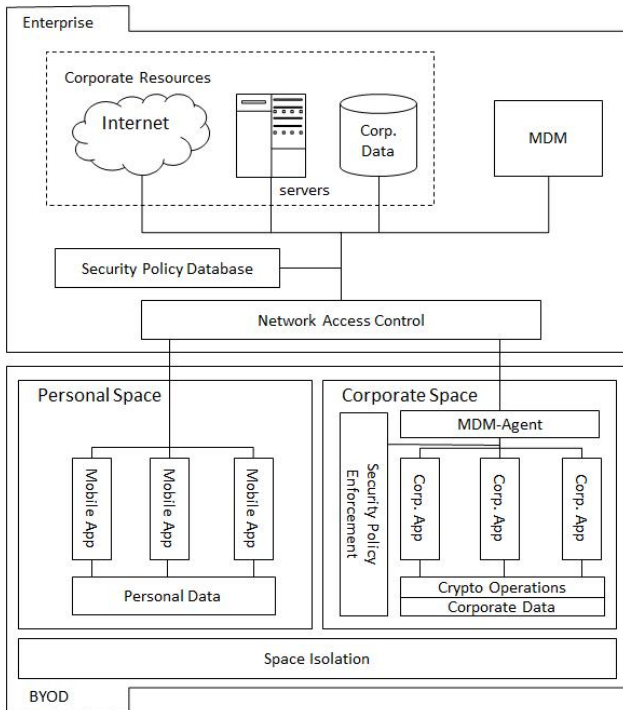 Enterprise
Corporate Resources
Internet
servers
Corp.
Data
MDM
Security Policy Database
Network Access Control
Personal Space
Mobile App
Mobile App
Mobile App
Personal Data
Corporate Space
MDM-Agent
Security Policy
Enforcement
Corp. App
Corp. App
Corp. App
Crypto Operations
Corporate Data
Space Isolation
BYOD